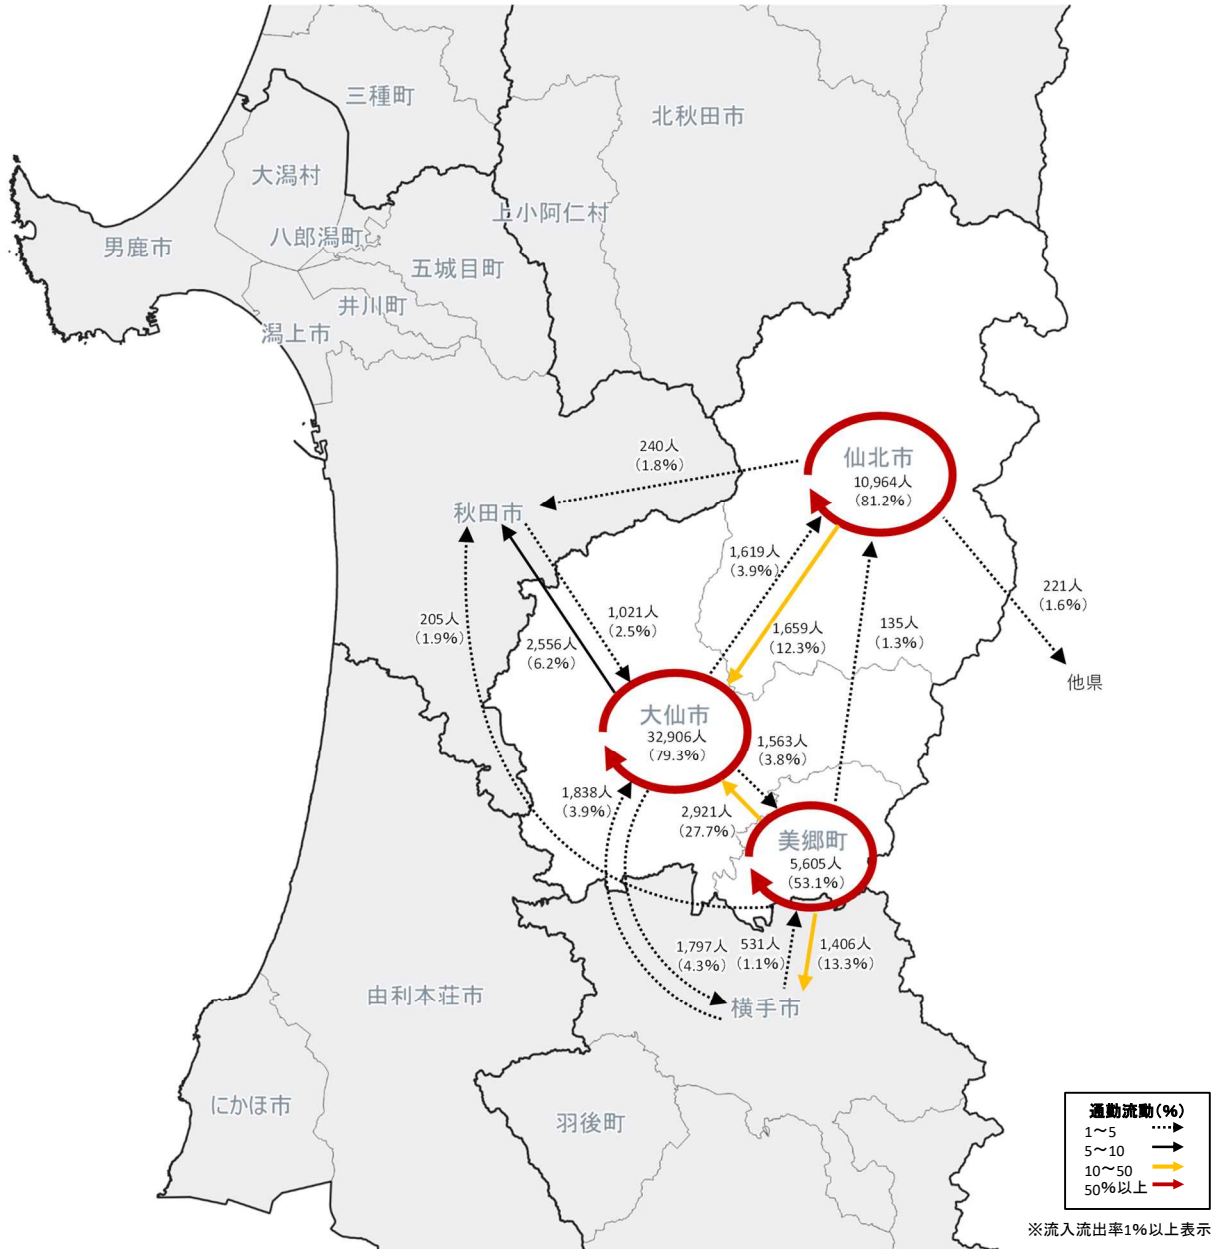 三種町
北秋田市
大潟村
上小阿仁村
八郎潟町
男鹿市
五城目町
井川町
潟上市
240人
(1.8%)
仙北市
10,964人
(81.2%)
秋田市
1,619人
(3.9%)
221人
(1.6%)
205人
(1.9%)
1,021人
(2.5%)
2,556人
(6.2%)
1,659人
(12.3%)
135人
(1.3%)
他県
大仙市
32,906人
(79.3%)
1,563人
(3.8%)
1,838人
(3.9%)
2,921人
(27.7%)
美郷町
5,605人
(53.1%)
1,797人
(4.3%)
531人
(1.1%)
1,406人
(13.3%)
横手市
由利本荘市
にかほ市
羽後町
通勤流動(%)
1～5
5～10
10～50
50%以上
※流入流出率1%以上表示